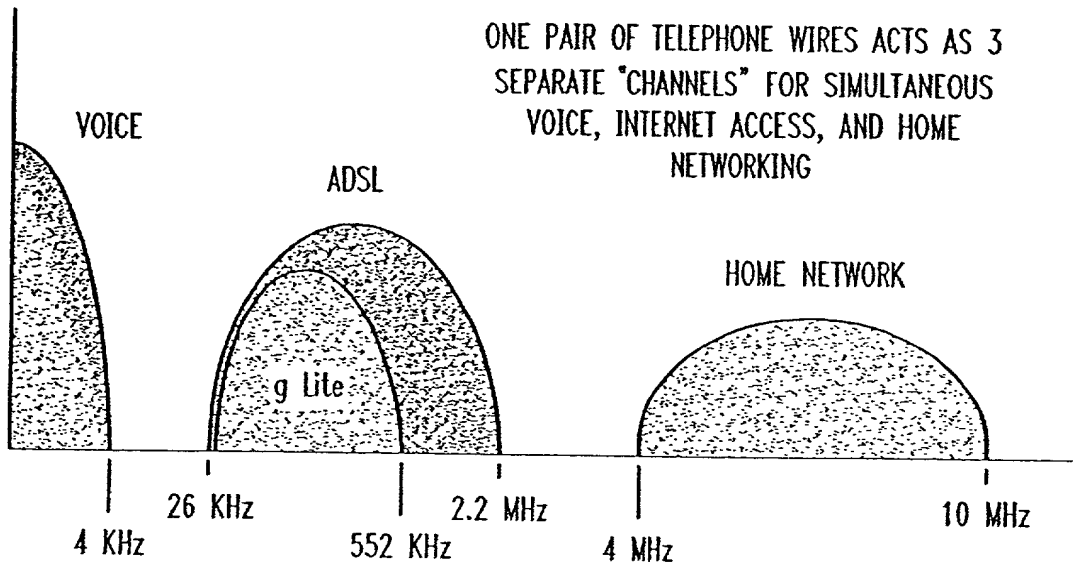 ONE PAIR OF TELEPHONE WIRES ACTS AS 3
SEPARATE "CHANNELS" FOR SIMULTANEOUS
VOICE, INTERNET ACCESS, AND HOME
NETWORKING
VOICE
ADSL
HOME NETWORK
g Lite
26 KHz
2.2 MHz
10 MHz
4 KHz
552 KHz
4 MHz